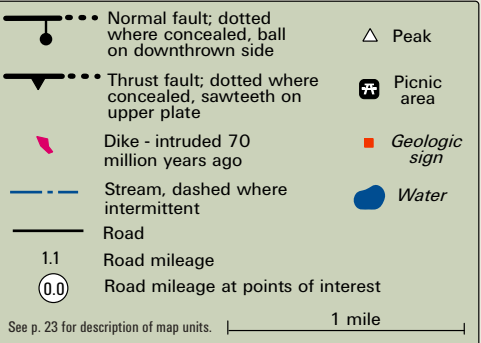 Normal fault; dotted
where concealed, ball
on downthrown side
Thrust fault; dotted where
concealed, sawteeth on
upper plate
Dike - intruded 70
million years ago
Stream, dashed where
intermittent
Road
1.1 Road mileage
0.0 Road mileage at points of interest
Peak
Picnic
area
Geologic
sign
Water
See p. 23 for description of map units.
1 mile